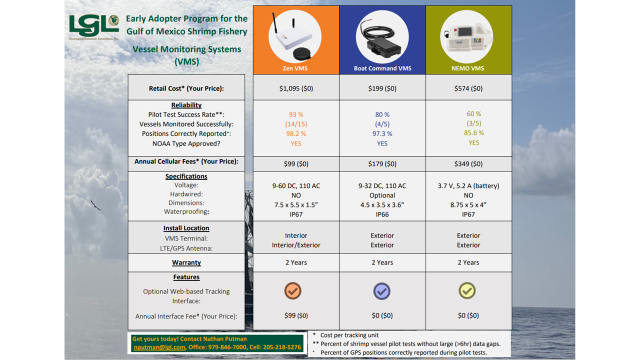 LGL
Early Adopter Program for the
Gulf of Mexico Shrimp Fishery
Vessel Monitoring Systems
(VMS)
Zen VMS Boat Command VMS NEMO VMS
Retail Cost* (Your Price): $1,095 ($0) $199 ($0) $574 ($0)
Reliability
Pilot Test Success Rate**: 93 % 80 % 60 %
Vessels Monitored Successfully: (14/15) (4/5) (3/5)
Positions Correctly Reported⁺: 98.2 % 97.3 % 85.6 %
NOAA Type Approved? YES YES YES
Annual Cellular Fees* (Your Price): $99 ($0) $179 ($0) $349 ($0)
Specifications
Voltage: 9-60 DC, 110 AC 9-32 DC, 110 AC 3.7 V, 5.2 A (battery)
Hardwired: NO Optional NO
Dimensions: 7.5 x 5.5 x 1.5" 4.5 x 3.5 x 3.6" 8.75 x 5 x 4"
Waterproofing: IP67 IP66 IP67
Install Location
VMS Terminal: Interior Exterior Exterior
LTE/GPS Antenna: Interior/Exterior Exterior Exterior
Warranty 2 Years 2 Years 2 Years
Features
Optional Web-based Tracking
Interface:
Annual Interface Fee* (Your Price): $99 ($0) $0 ($0) $0 ($0)
Get yours today! Contact Nathan Putman
nputman@lgl.com, Office: 979-846-7000, Cell: 205-218-5276
* Cost per tracking unit
** Percent of shrimp vessel pilot tests without large (>6hr) data gaps.
⁺ Percent of GPS positions correctly reported during pilot tests.